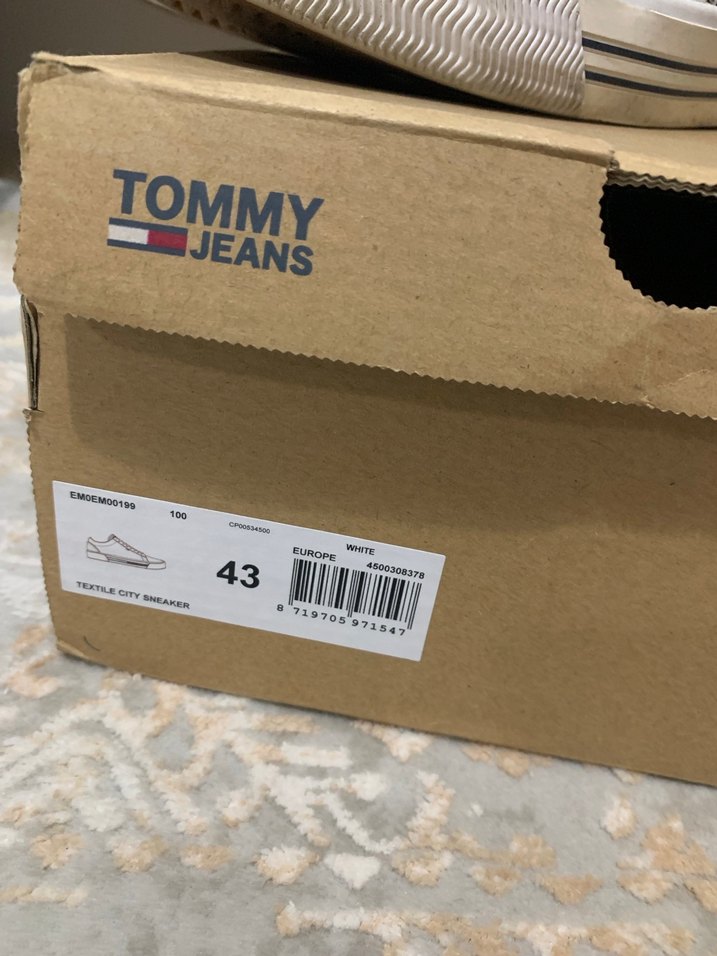 TOMMY
JEANS
EM0EM00199
100
CP00534500
WHITE
EUROPE
4500308378
43
8 719705 971547
TEXTILE CITY SNEAKER